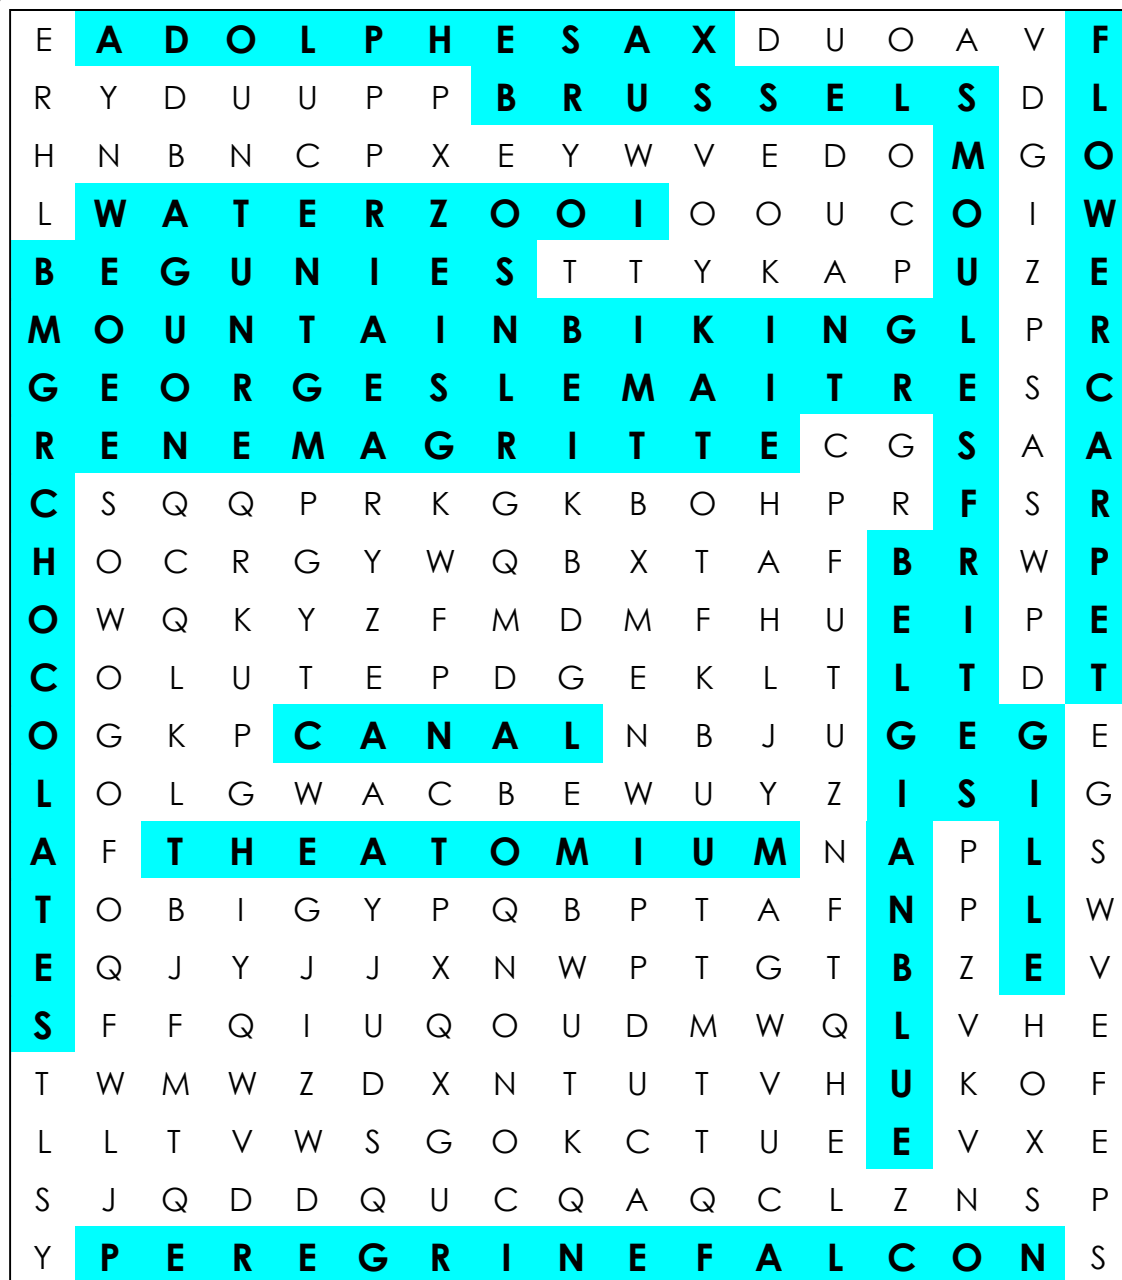 E A D O L P H E S A X D U O A V F
R Y D U U P P B R U S S E L S D L
H N B N C P X E Y W V E D O M G O
L W A T E R Z O O I O O U C O I W
B E G U N I E S T T Y K A P U Z E
M O U N T A I N B I K I N G L P R
G E O R G E S L E M A I T R E S C
R E N E M A G R I T T E C G S A A
C S Q Q P R K G K B O H P R F S R
H O C R G Y W Q B X T A F B R W P
O W Q K Y Z F M D M F H U E I P E
C O L U T E P D G E K L T L T D T
O G K P C A N A L N B J U G E G E
L O L G W A C B E W U Y Z I S I G
A F T H E A T O M I U M N A P L S
T O B I G Y P Q B P T A F N P L W
E Q J Y J J X N W P T G T B Z E V
S F F Q I U Q O U D M W Q L V H E
T W M W Z D X N T U T V H U K O F
L L T V W S G O K C T U E E V X E
S J Q D D Q U C Q A Q C L Z N S P
Y P E R E G R I N E F A L C O N S